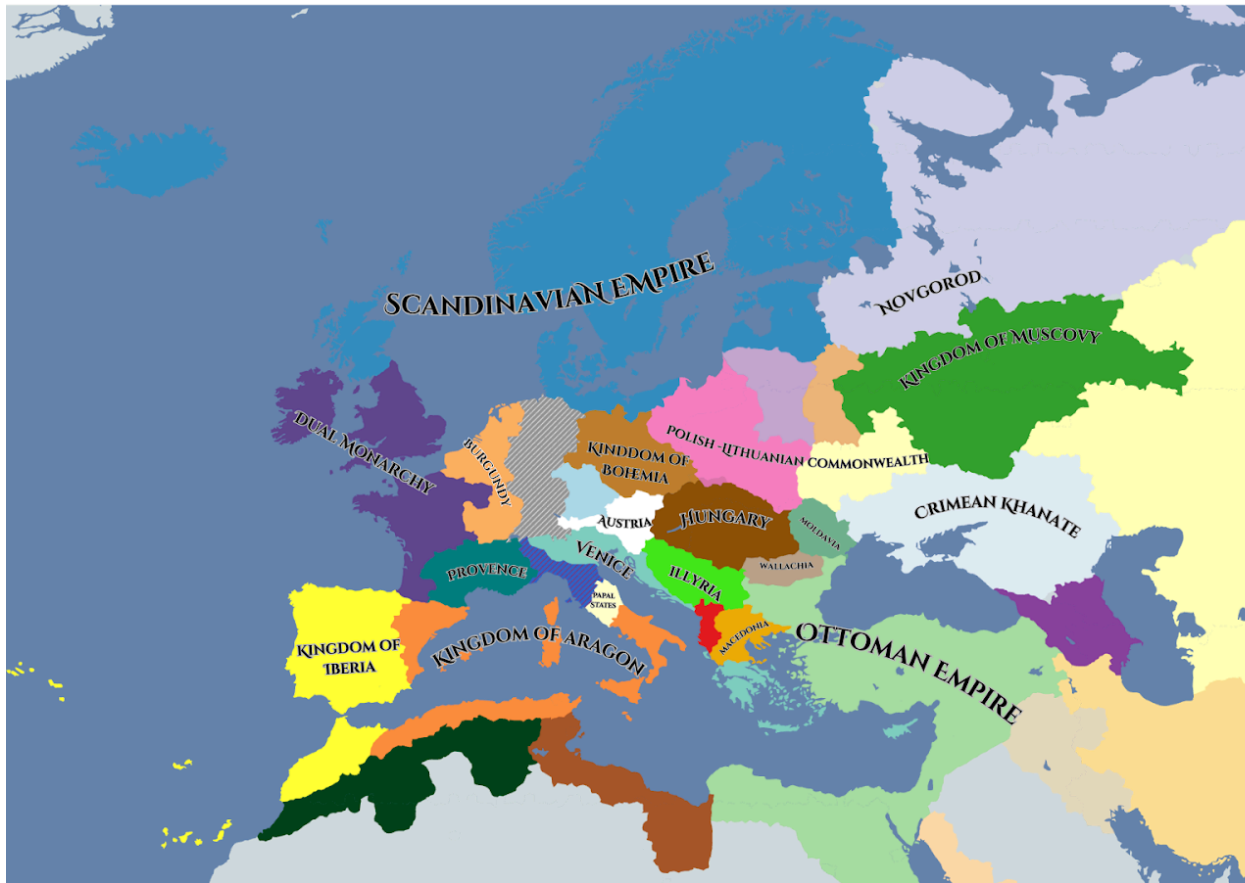 Scandinavian Empire
Novgorod
Kingdom of Muscovy
Dual Monarchy
Burgundy
Kinddom of
Bohemia
Polish-Lithuanian Commonwealth
Crimean Khanate
Austria
Hungary
Moldavia
Venice
Wallachia
Provence
Illyria
Papal
States
Kingdom of
Iberia
Kingdom of Aragon
Macedonia
Ottoman Empire